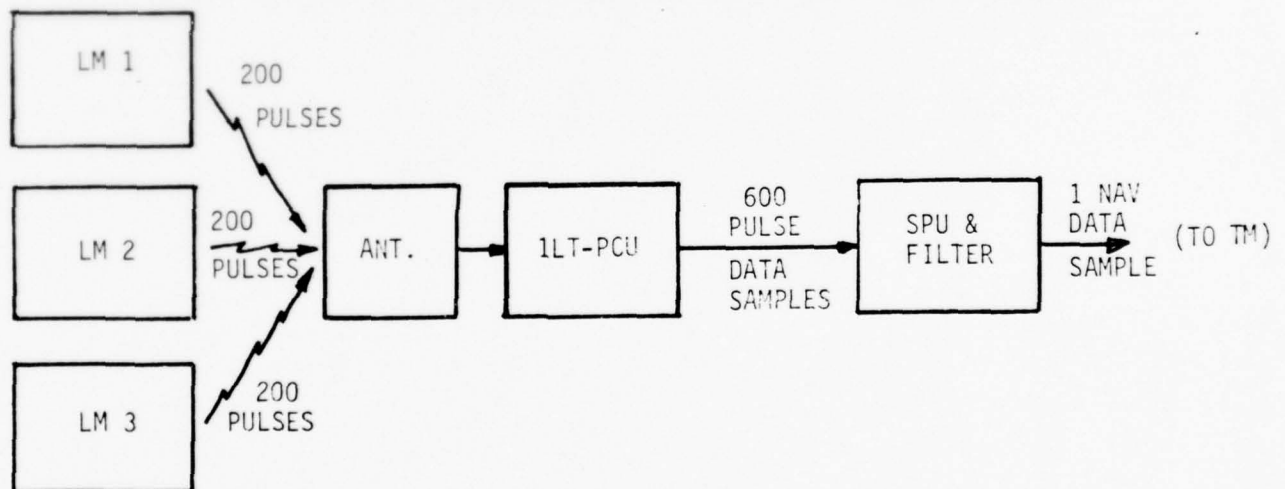 LM 1
200
PULSES
LM 2
200
PULSES
LM 3
200
PULSES
ANT.
1LT-PCU
600
PULSE
DATA
SAMPLES
SPU &
FILTER
1 NAV
DATA
SAMPLE
(TO TM)